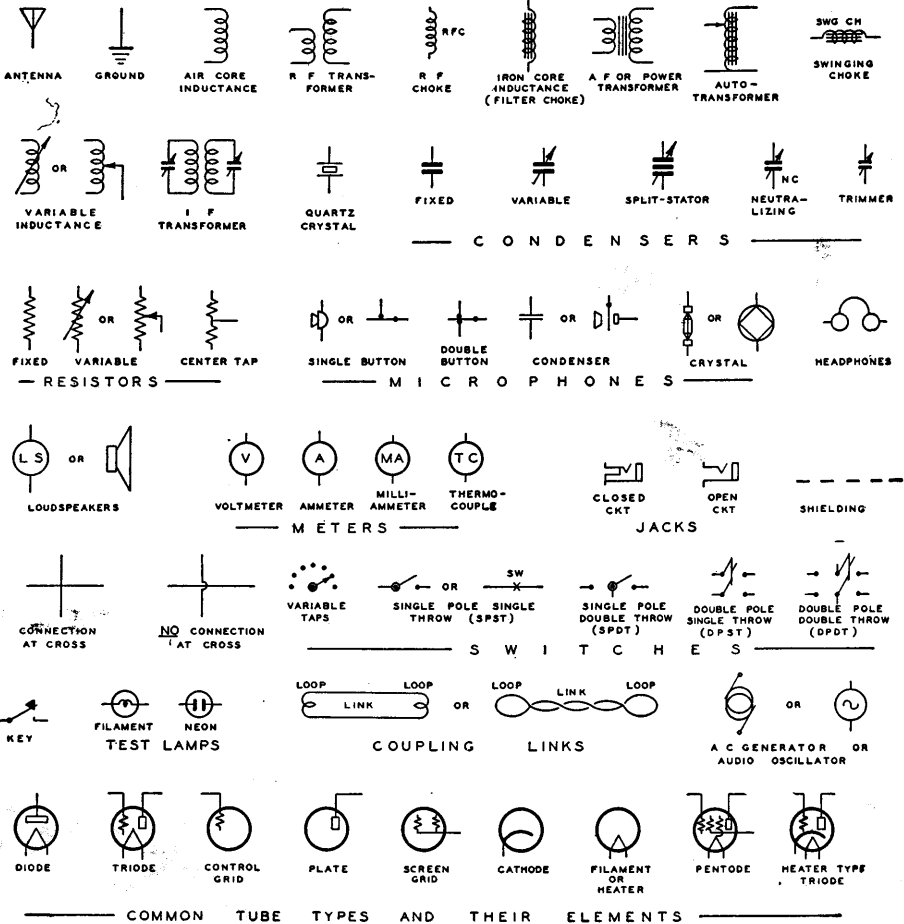 RFC
SWG CH
ANTENNA
GROUND
AIR CORE
INDUCTANCE
R F TRANS-
FORMER
R F
CHOKE
IRON CORE
INDUCTANCE
(FILTER CHOKE)
A F OR POWER
TRANSFORMER
AUTO-
TRANSFORMER
SWINGING
CHOKE
OR
VARIABLE
INDUCTANCE
I F
TRANSFORMER
QUARTZ
CRYSTAL
FIXED
VARIABLE
SPLIT-STATOR
NC
NEUTRA-
LIZING
TRIMMER
CONDENSERS
OR
FIXED
VARIABLE
CENTER TAP
RESISTORS
OR
SINGLE BUTTON
DOUBLE
BUTTON
OR
CONDENSER
OR
CRYSTAL
MICROPHONES
HEADPHONES
LS
OR
LOUDSPEAKERS
V
A
MA
TC
VOLTMETER
AMMETER
MILLI-
AMMETER
THERMO-
COUPLE
METERS
CLOSED
CKT
OPEN
CKT
JACKS
SHIELDING
CONNECTION
AT CROSS
NO CONNECTION
AT CROSS
VARIABLE
TAPS
OR
SW
SINGLE POLE SINGLE
THROW (SPST)
SINGLE POLE
DOUBLE THROW
(SPDT)
DOUBLE POLE
SINGLE THROW
(DPST)
DOUBLE POLE
DOUBLE THROW
(DPDT)
SWITCHES
KEY
FILAMENT
NEON
TEST LAMPS
LOOP
LOOP
LINK
OR
LOOP
LINK
LOOP
COUPLING LINKS
OR
A C GENERATOR OR
AUDIO OSCILLATOR
DIODE
TRIODE
CONTROL
GRID
PLATE
SCREEN
GRID
CATHODE
FILAMENT
OR
HEATER
PENTODE
HEATER TYPE
TRIODE
COMMON TUBE TYPES AND THEIR ELEMENTS